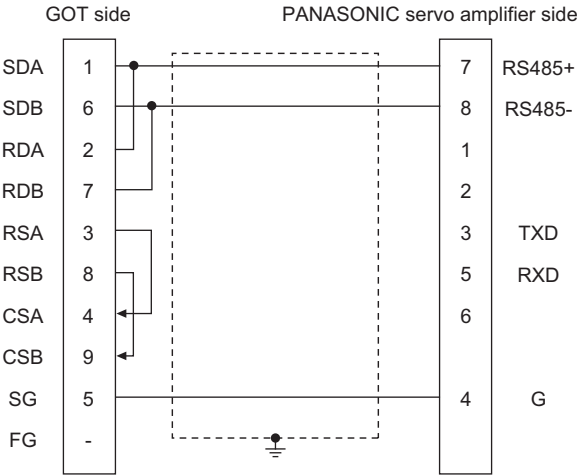 GOT side PANASONIC servo amplifier side
SDA 1 7 RS485+
SDB 6 8 RS485-
RDA 2 1
RDB 7 2
RSA 3 3 TXD
RSB 8 5 RXD
CSA 4 6
CSB 9
SG 5 4 G
FG -